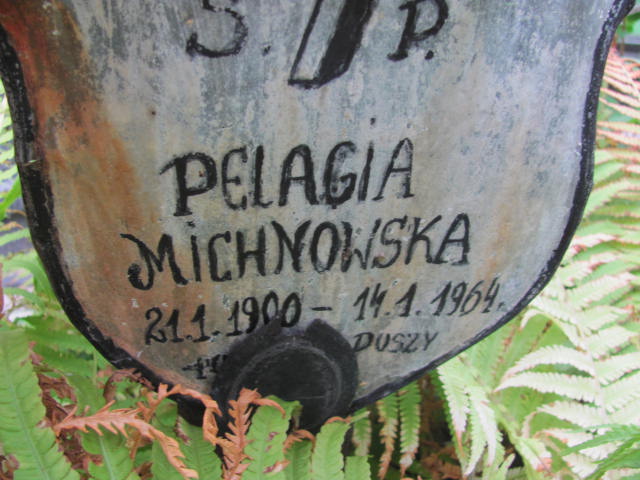 S. P.
PELAGIA
MICHNOWSKA
21.1.1900 - 14.1.1964.
DUSZY